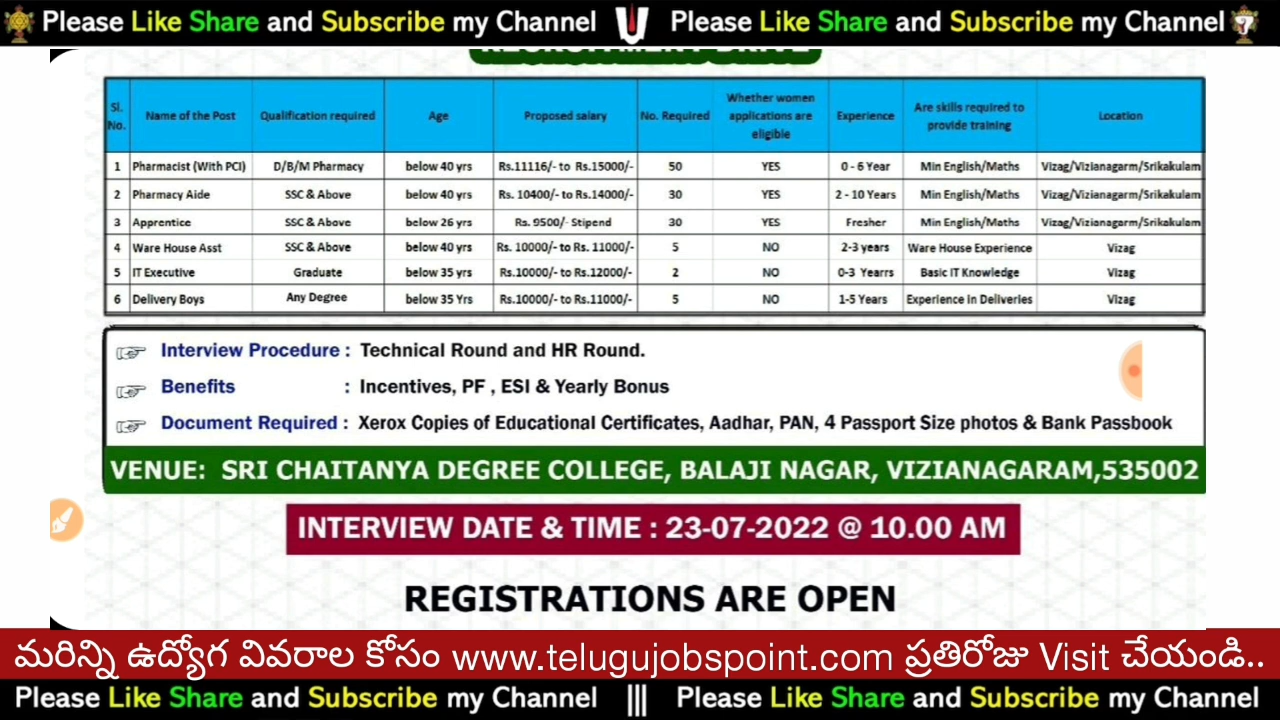 Please Like Share and Subscribe my Channel Please Like Share and Subscribe my Channel
Sl. No. Name of the Post Qualification required Age Proposed salary No. Required Whether women applications are eligible Experience Are skills required to provide training Location
1 Pharmacist (With PCI) D/B/M Pharmacy below 40 yrs Rs.11116/- to Rs.15000/- 50 YES 0 - 6 Year Min English/Maths Vizag/Vizianagarm/Srikakulam
2 Pharmacy Aide SSC & Above below 40 yrs Rs. 10400/- to Rs.14000/- 30 YES 2 - 10 Years Min English/Maths Vizag/Vizianagarm/Srikakulam
3 Apprentice SSC & Above below 26 yrs Rs. 9500/- Stipend 30 YES Fresher Min English/Maths Vizag/Vizianagarm/Srikakulam
4 Ware House Asst SSC & Above below 40 yrs Rs. 10000/- to Rs. 11000/- 5 NO 2-3 years Ware House Experience Vizag
5 IT Executive Graduate below 35 yrs Rs.10000/- to Rs.12000/- 2 NO 0-3 Yearrs Basic IT Knowledge Vizag
6 Delivery Boys Any Degree below 35 Yrs Rs.10000/- to Rs.11000/- 5 NO 1-5 Years Experience in Deliveries Vizag
Interview Procedure : Technical Round and HR Round.
Benefits : Incentives, PF , ESI & Yearly Bonus
Document Required : Xerox Copies of Educational Certificates, Aadhar, PAN, 4 Passport Size photos & Bank Passbook
VENUE: SRI CHAITANYA DEGREE COLLEGE, BALAJI NAGAR, VIZIANAGARAM,535002
INTERVIEW DATE & TIME : 23-07-2022 @ 10.00 AM
REGISTRATIONS ARE OPEN
మరిన్ని ఉద్యోగ వివరాల కోసం www.telugujobspoint.com ప్రతిరోజు Visit చేయండి..
Please Like Share and Subscribe my Channel ||| Please Like Share and Subscribe my Channel